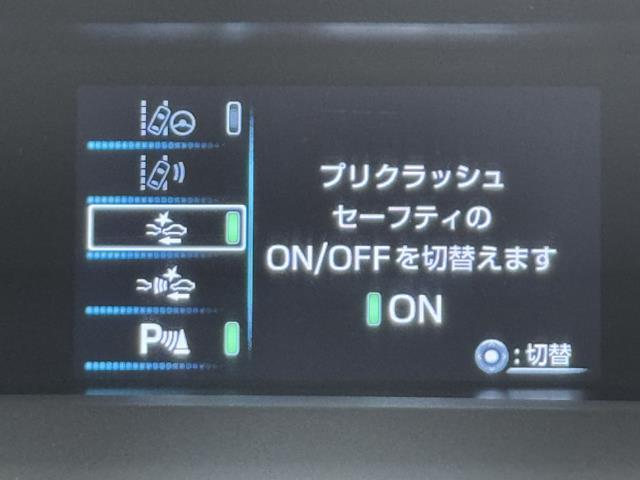 プリクラッシュ
セーフティの
ON/OFFを切替えます
ON
P
:切替